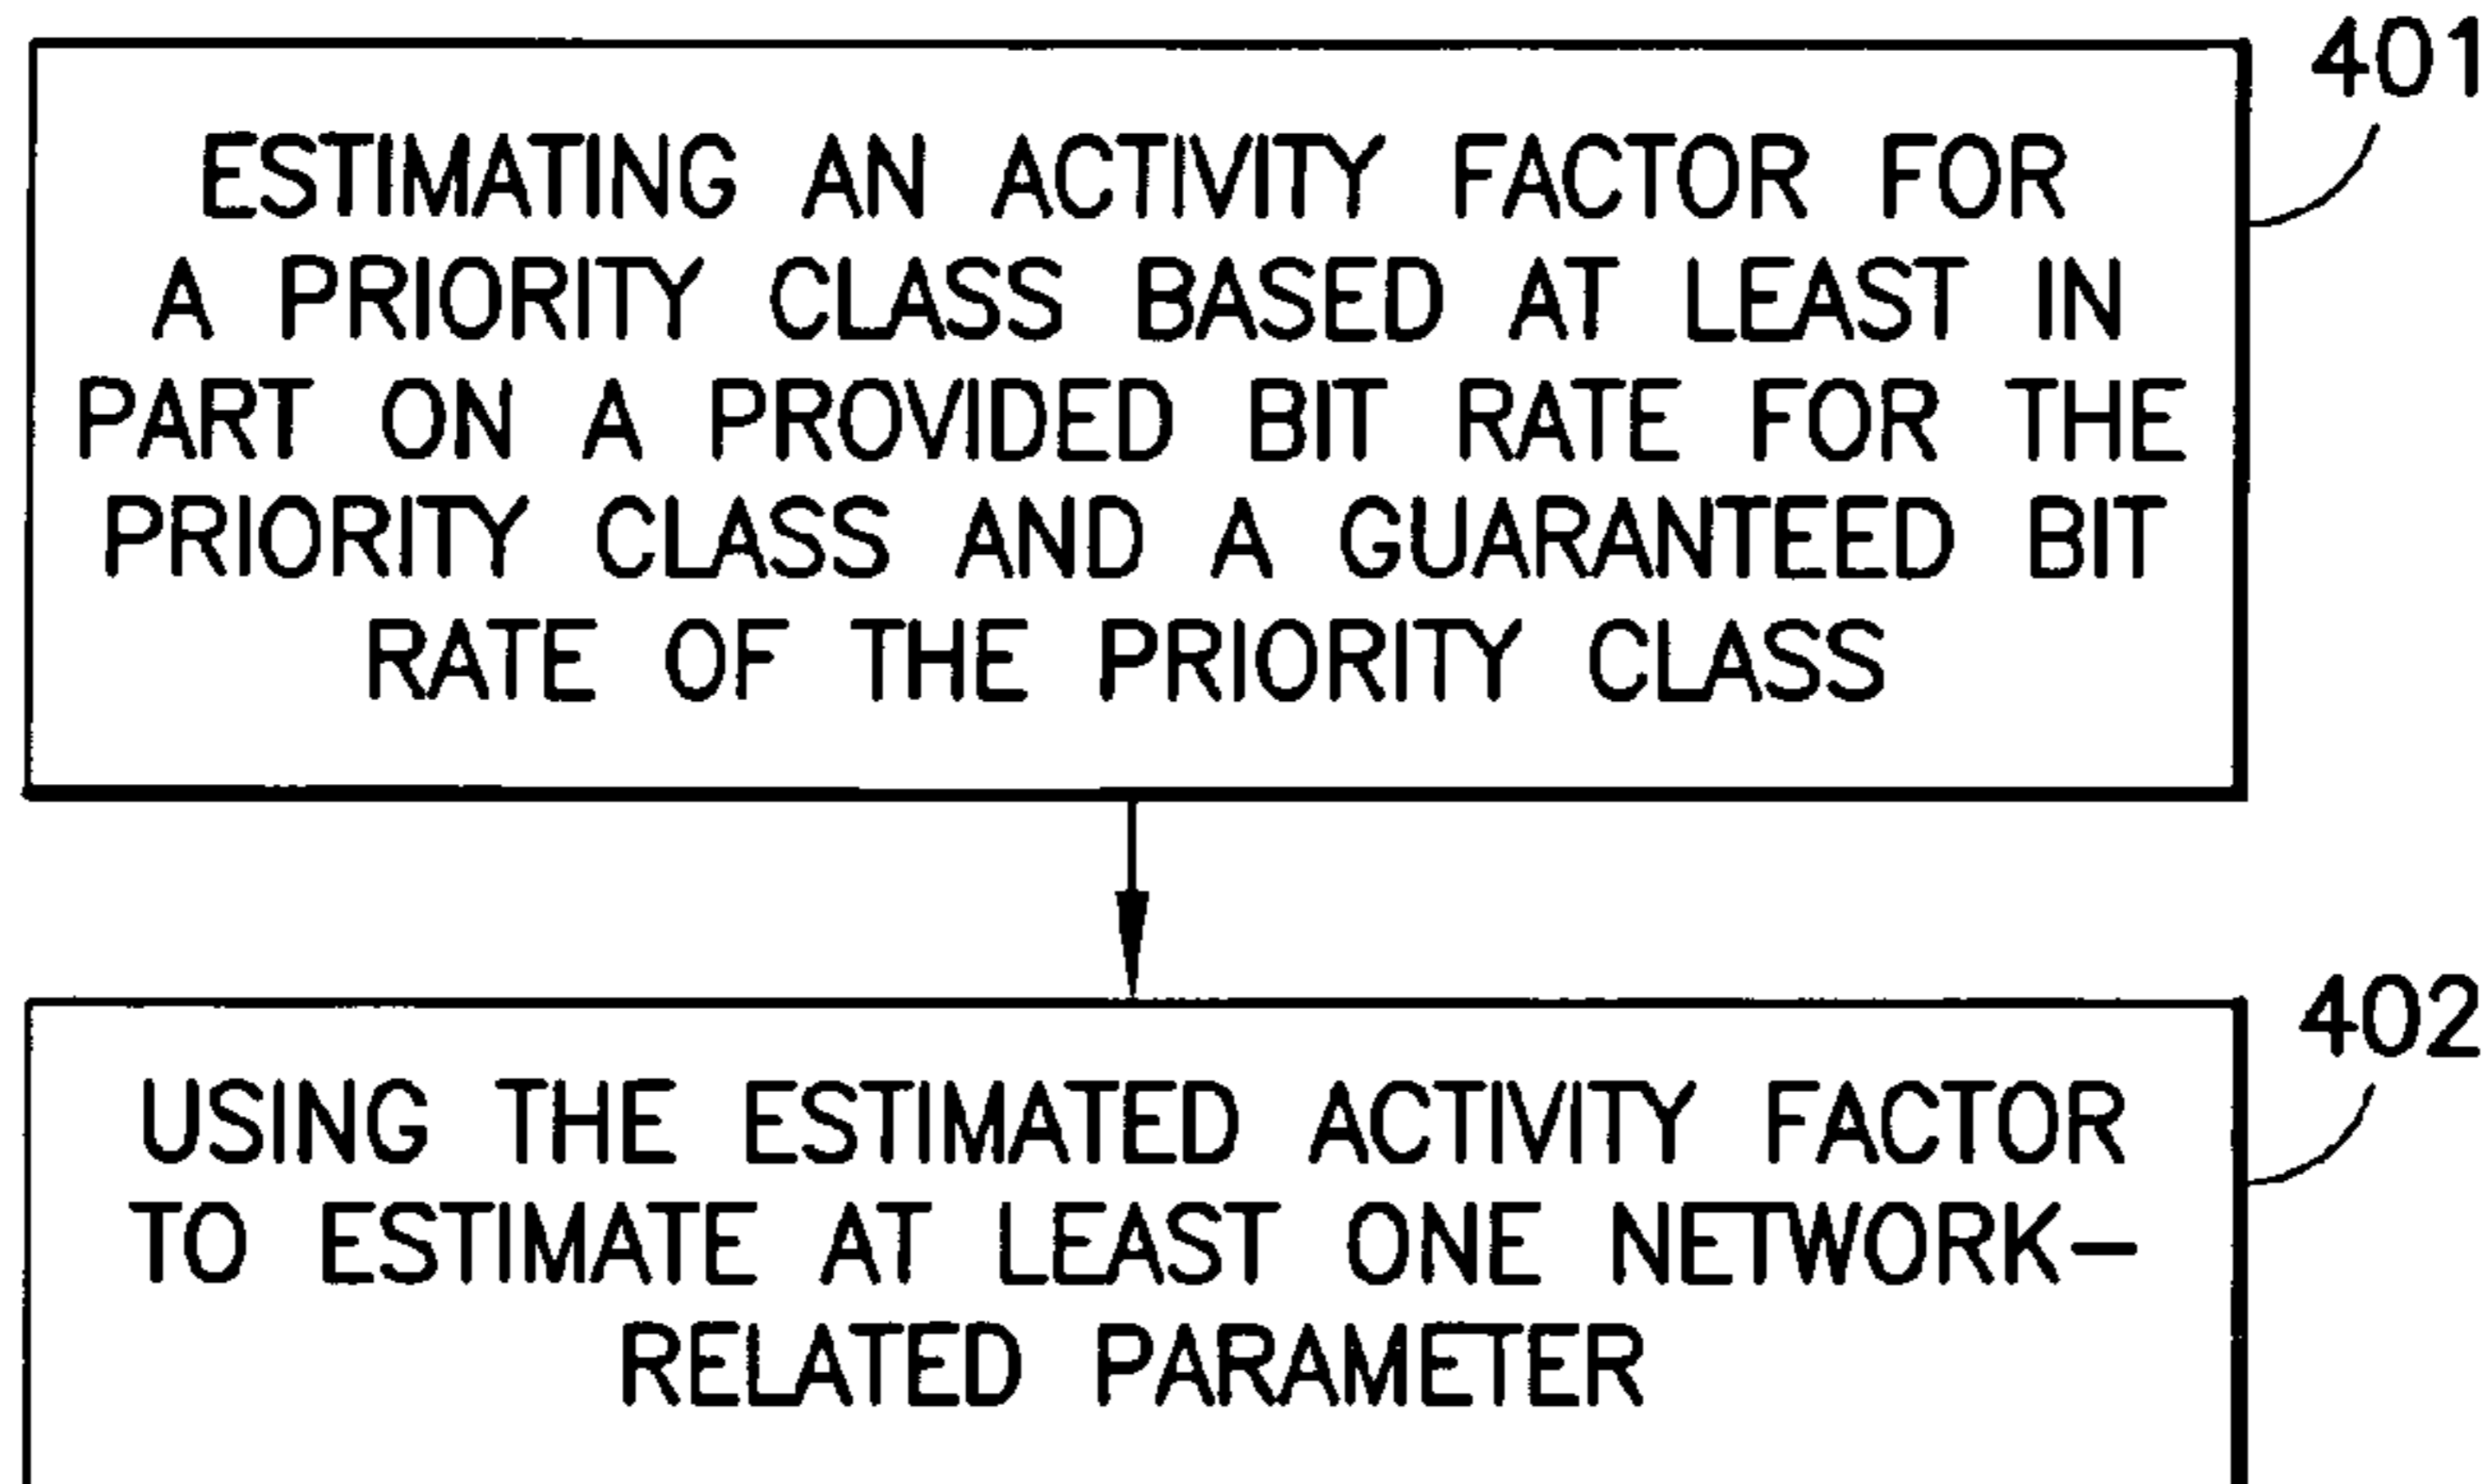 401
ESTIMATING AN ACTIVITY FACTOR FOR
A PRIORITY CLASS BASED AT LEAST IN
PART ON A PROVIDED BIT RATE FOR THE
PRIORITY CLASS AND A GUARANTEED BIT
RATE OF THE PRIORITY CLASS
402
USING THE ESTIMATED ACTIVITY FACTOR
TO ESTIMATE AT LEAST ONE NETWORK–
RELATED PARAMETER